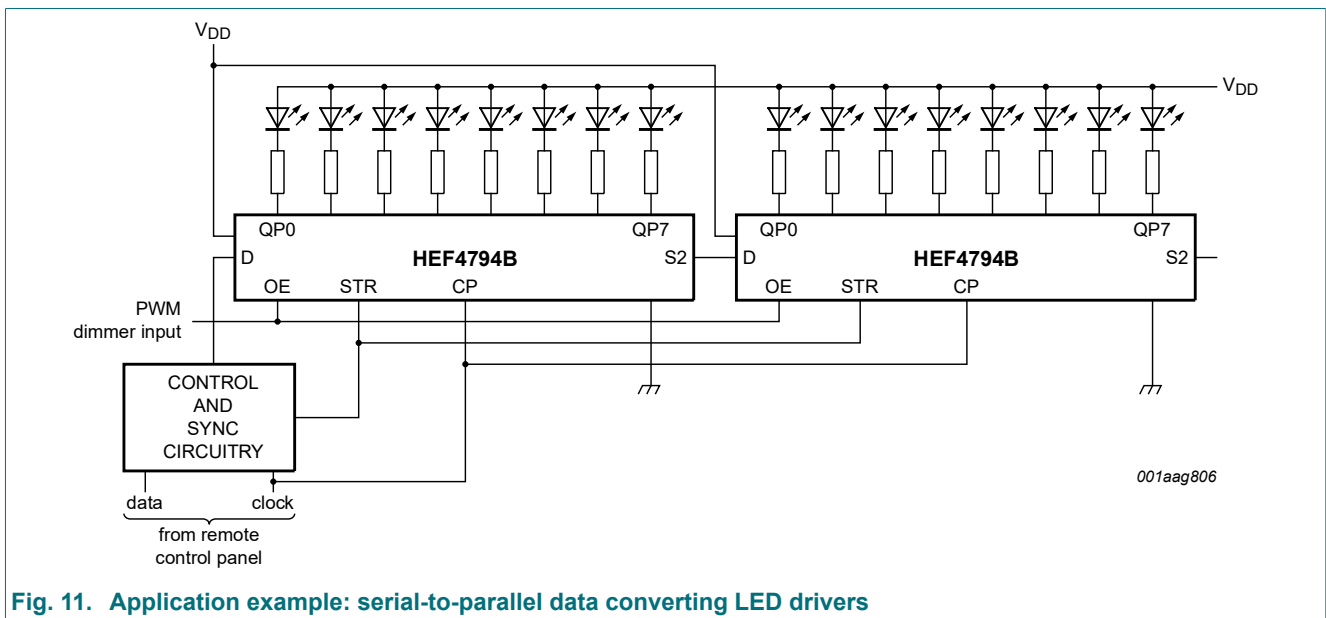 VDD
VDD
QP0 QP7 QP0 QP7
D HEF4794B S2 D HEF4794B S2
OE STR CP OE STR CP
PWM
dimmer input
CONTROL
AND
SYNC
CIRCUITRY
001aag806
data clock
from remote
control panel
Fig. 11. Application example: serial-to-parallel data converting LED drivers